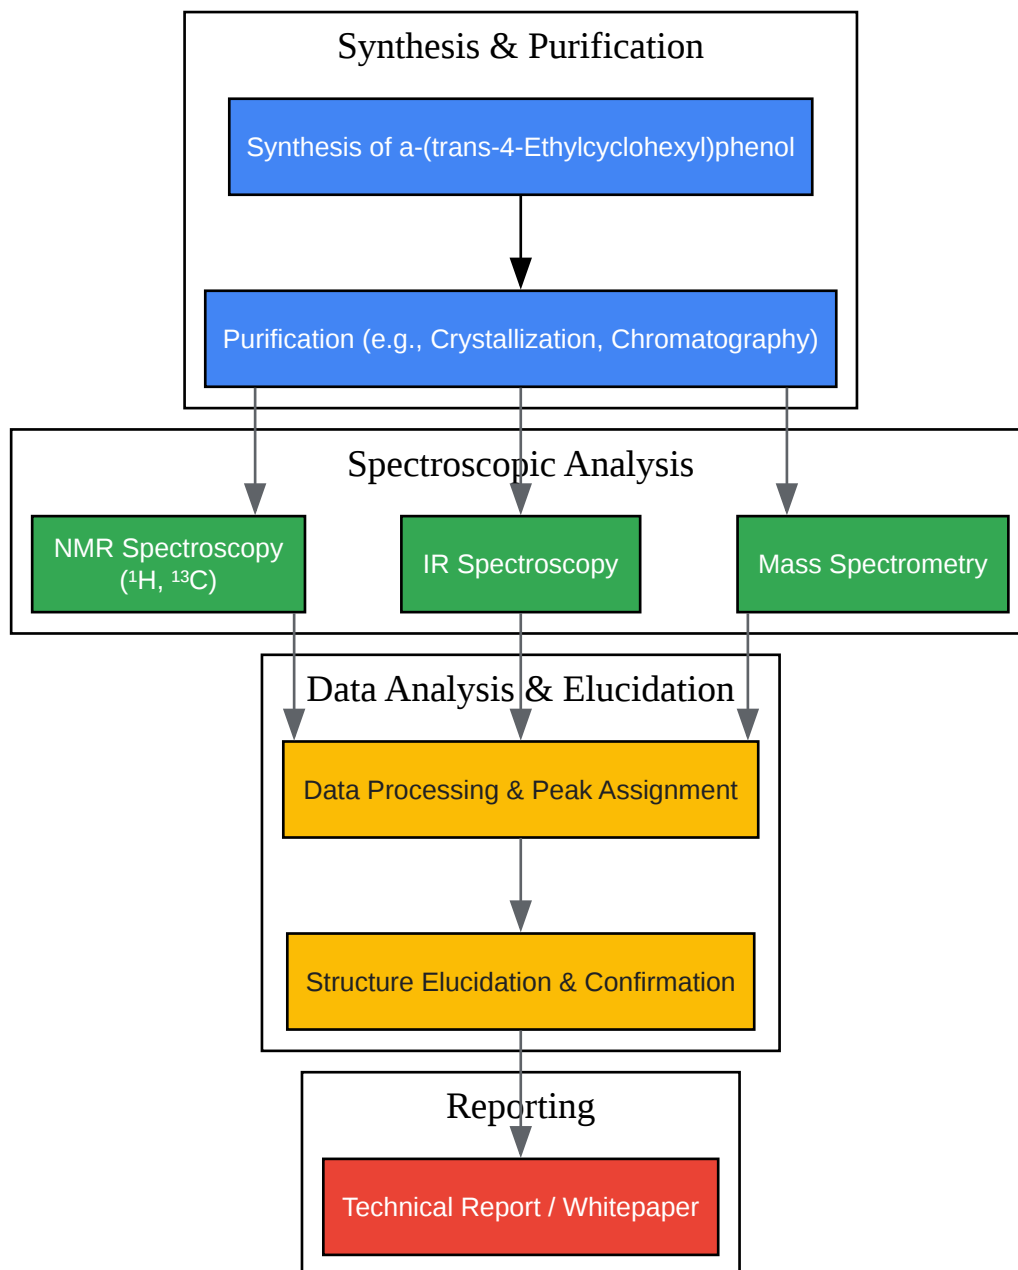 Synthesis & Purification
Synthesis of a-(trans-4-Ethylcyclohexyl)phenol
Purification (e.g., Crystallization, Chromatography)
Spectroscopic Analysis
NMR Spectroscopy
(¹H, ¹³C)
IR Spectroscopy
Mass Spectrometry
Data Analysis & Elucidation
Data Processing & Peak Assignment
Structure Elucidation & Confirmation
Reporting
Technical Report / Whitepaper